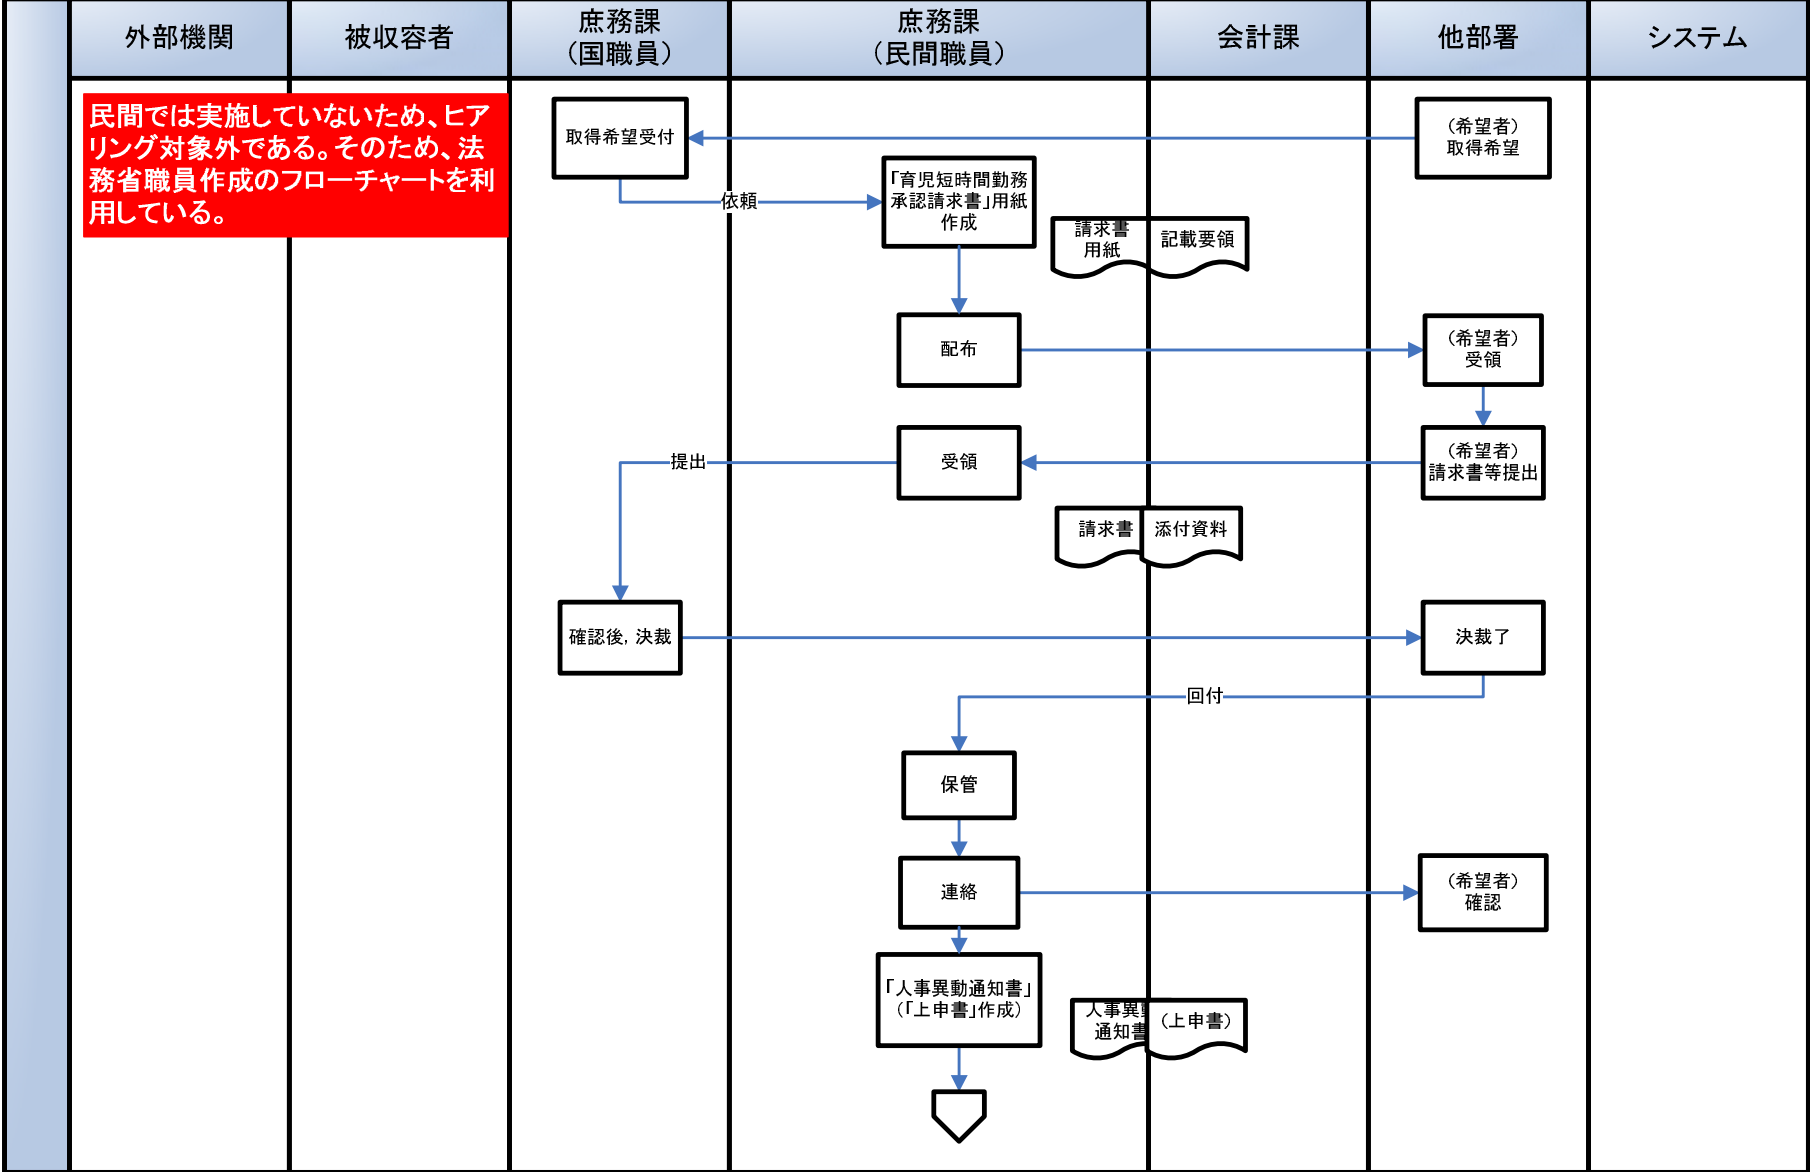 外部機関
被収容者
庶務課
（国職員）
庶務課
（民間職員）
会計課
他部署
システム
民間では実施していないため、ヒア
リング対象外である。そのため、法
務省職員作成のフローチャートを利
用している。
取得希望受付
（希望者）
取得希望
依頼
「育児短時間勤務
承認請求書」用紙
作成
請求書
用紙
記載要領
配布
（希望者）
受領
提出
受領
（希望者）
請求書等提出
請求書
添付資料
確認後，決裁
決裁了
回付
保管
連絡
（希望者）
確認
「人事異動通知書」
（「上申書」作成）
人事異動
通知書
（上申書）